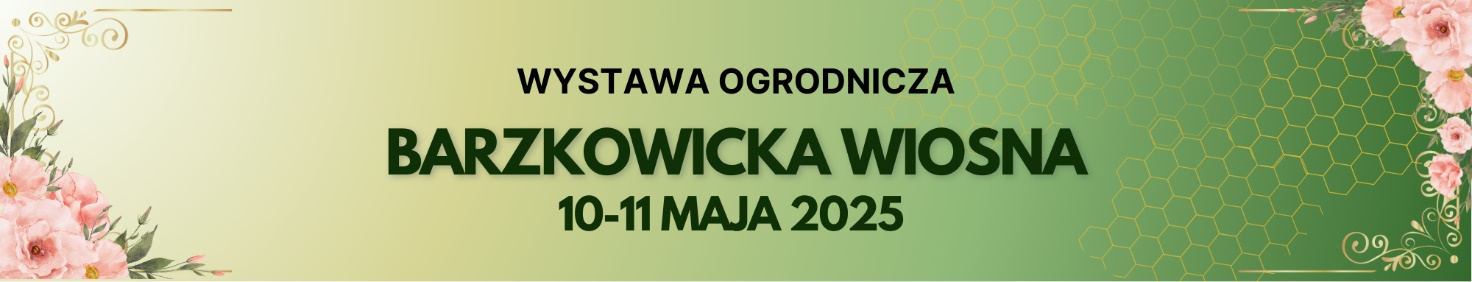 WYSTAWA OGRODNICZA
BARZKOWICKA WIOSNA
10-11 MAJA 2025